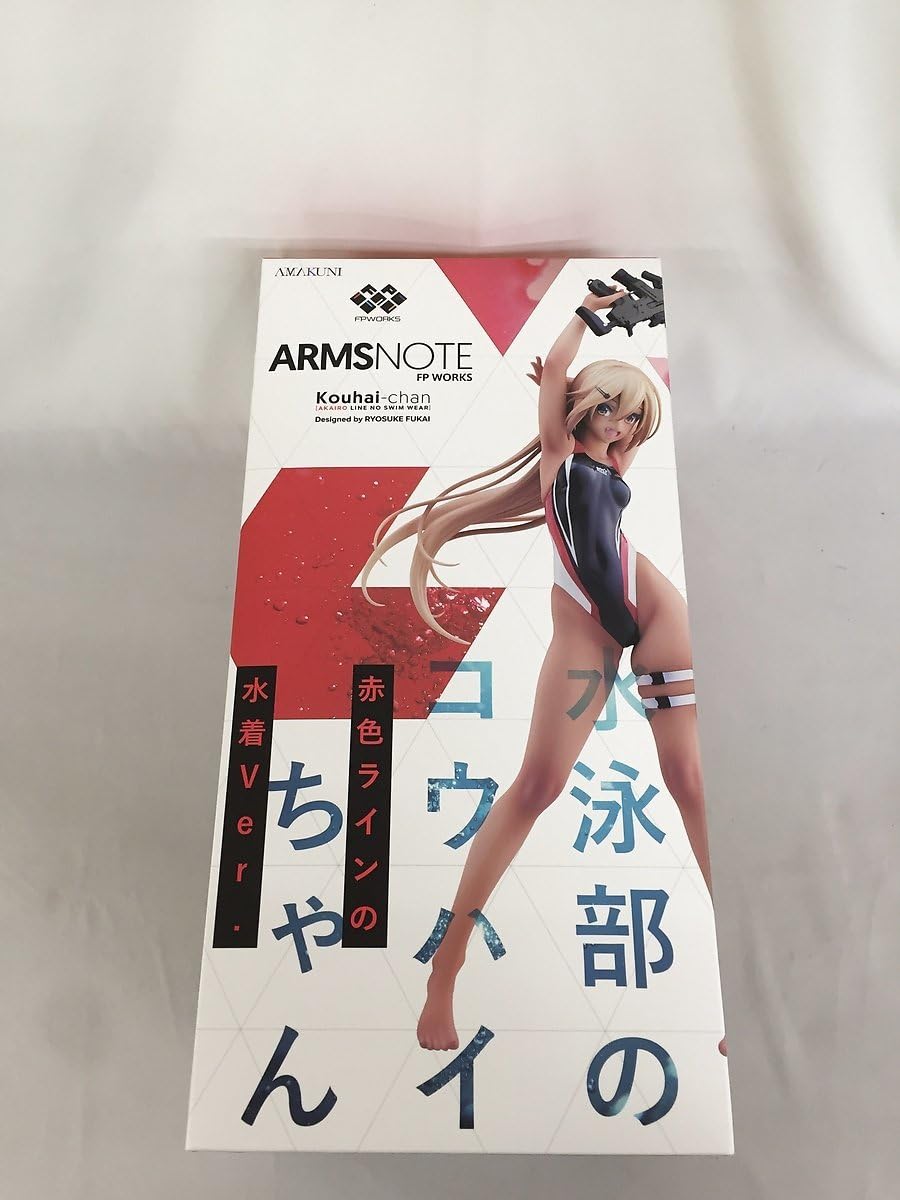 AMAKUNI
FPWORKS
ARMSNOTE
FP WORKS
Kouhai-chan
[AKAIRO LINE NO SWIM WEAR]
Designed by RYOSUKE FUKAI
水泳部の
コウハイ
ちゃん
赤色ラインの
水着Ver.